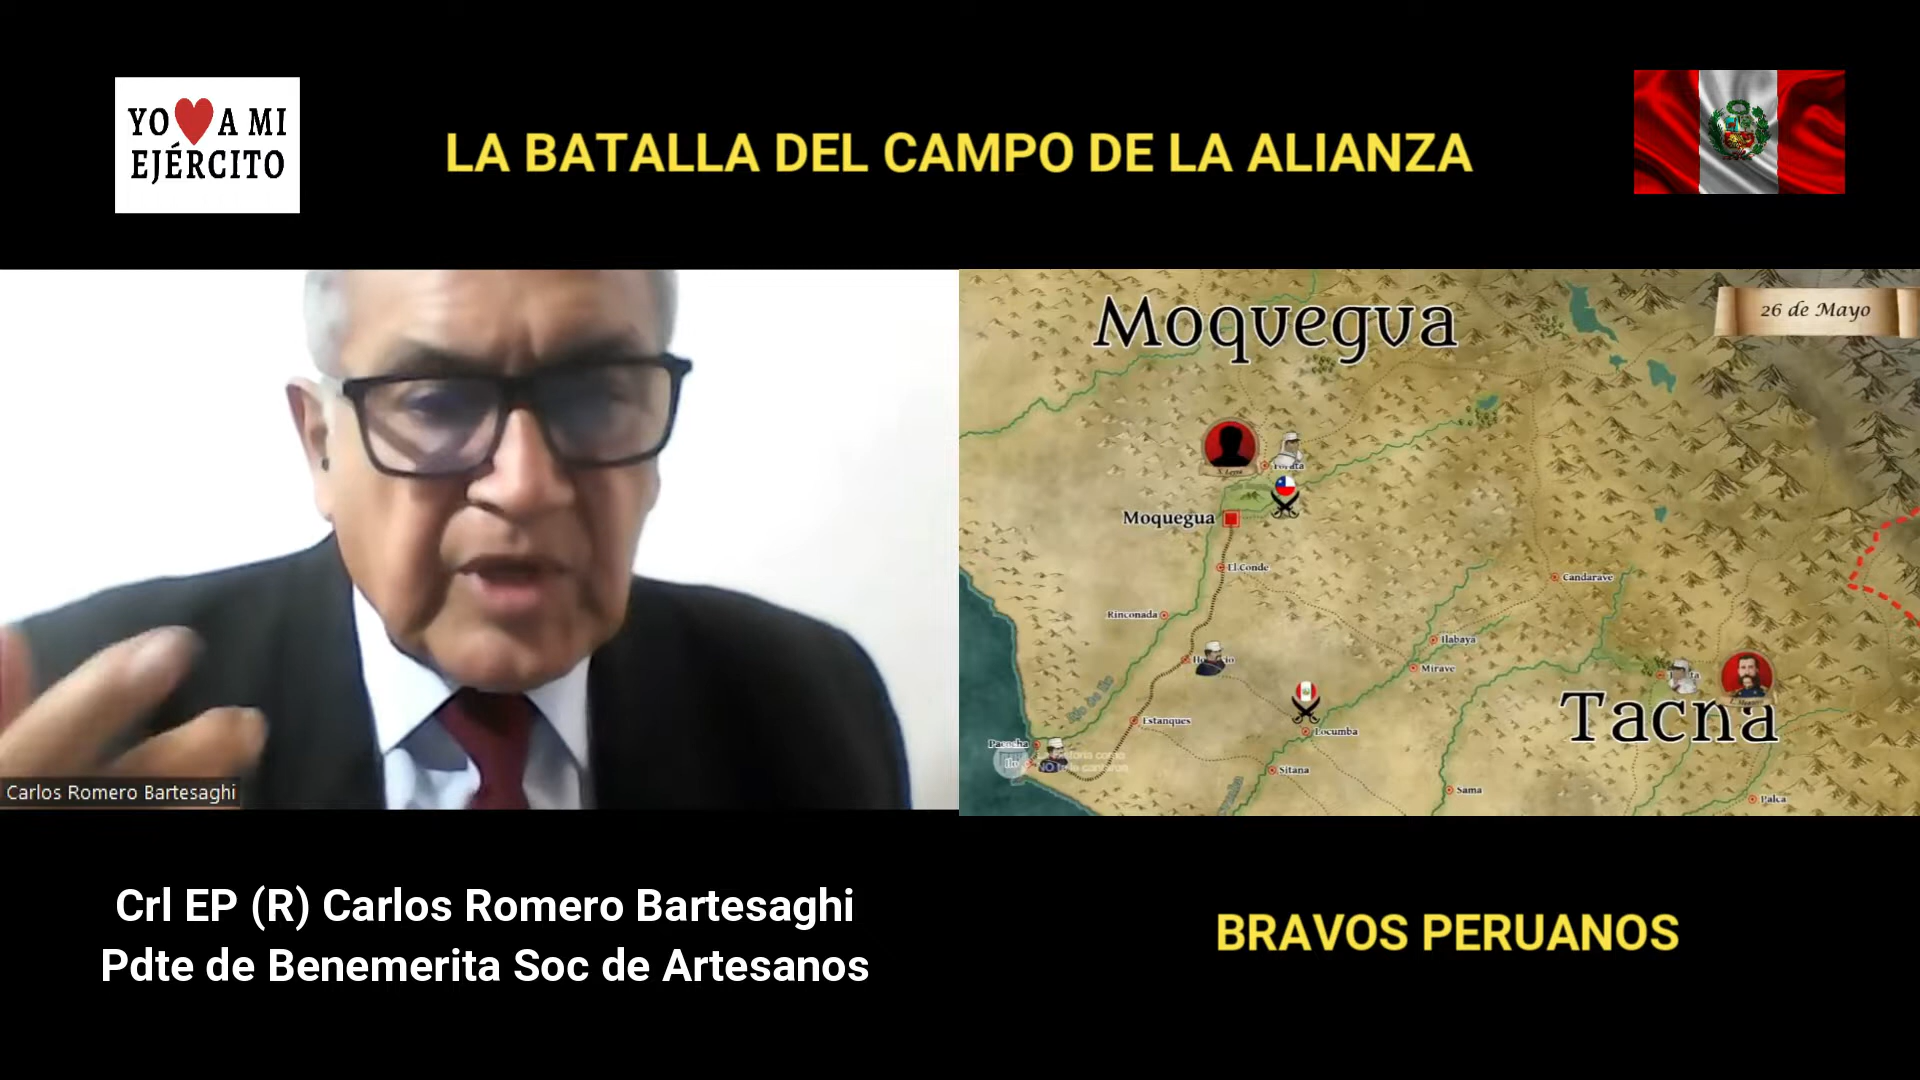 YO A MI
EJÉRCITO
LA BATALLA DEL CAMPO DE LA ALIANZA
Moquegua
26 de Mayo
Moquegua
El Conde
Candarave
Rinconada
Ilabaya
Mirave
Tacna
Estanques
Locumba
Pacocha
Ilo
Sitana
Sama
Palca
Carlos Romero Bartesaghi
Crl EP (R) Carlos Romero Bartesaghi
Pdte de Benemerita Soc de Artesanos
BRAVOS PERUANOS